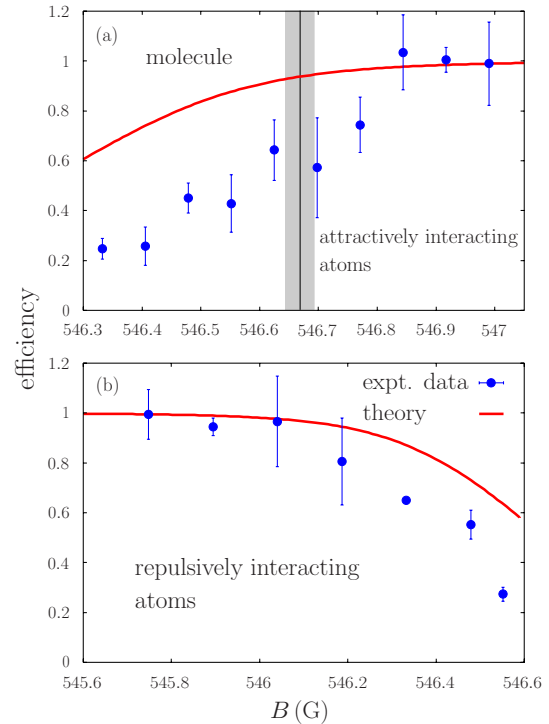 1.2
(a)
molecule
1
0.8
0.6
0.4
attractively interacting
atoms
0.2
0
546.3 546.4 546.5 546.6 546.7 546.8 546.9 547
efficiency
1.2
(b)
expt. data
theory
1
0.8
0.6
0.4
repulsively interacting
atoms
0.2
0
545.6 545.8 546 546.2 546.4 546.6
B (G)